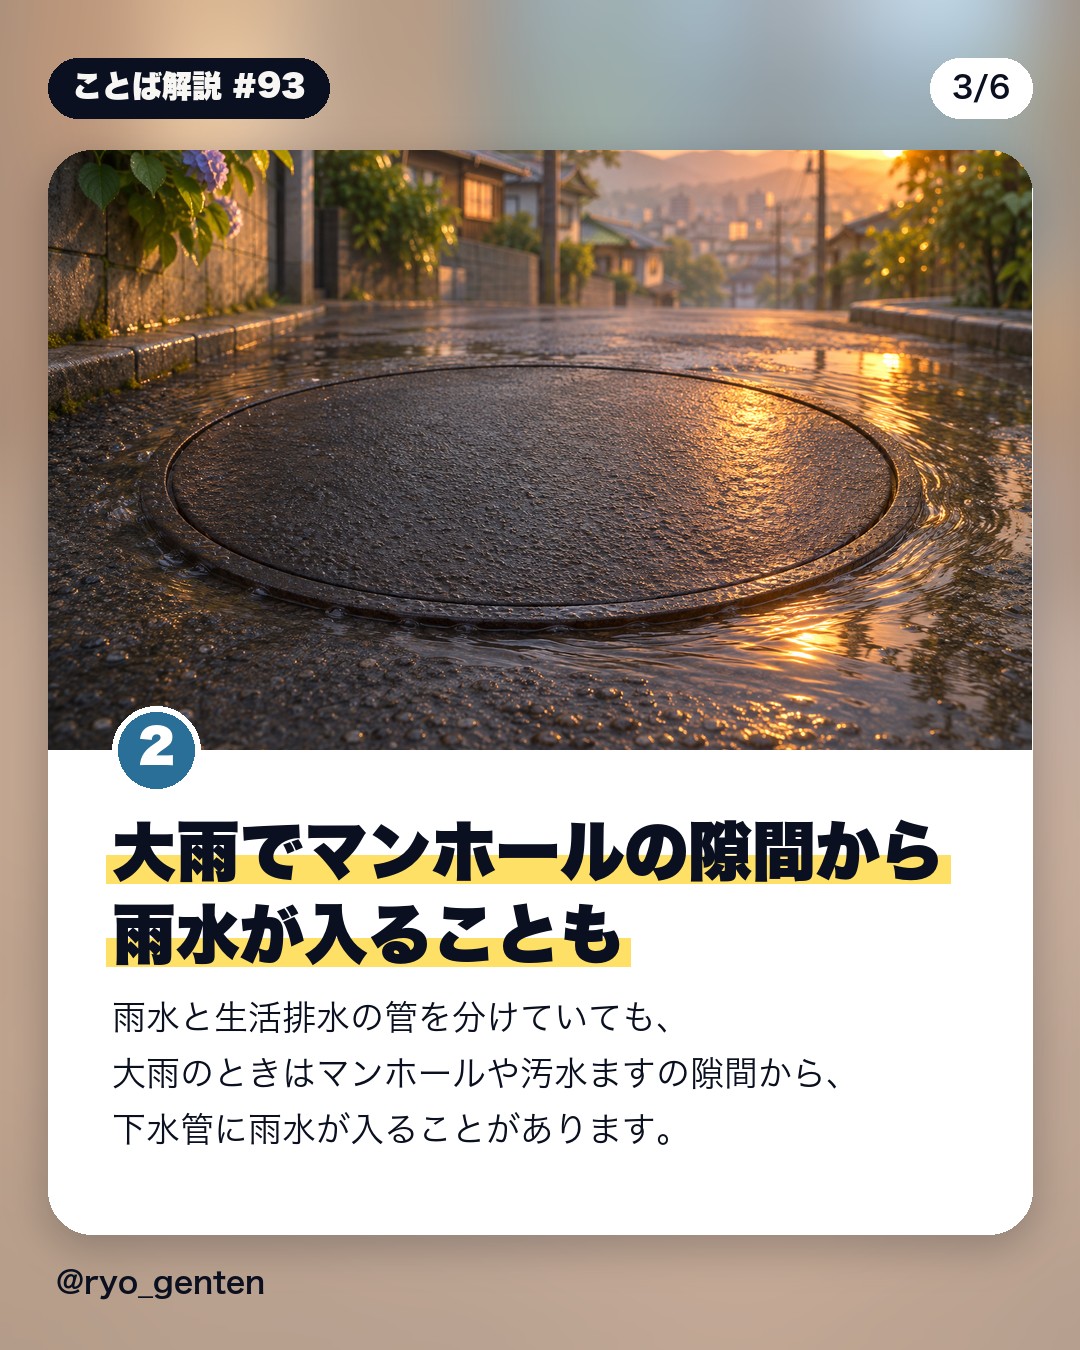 ことば解説 #93
3/6
2
大雨でマンホールの隙間から
雨水が入ることも
雨水と生活排水の管を分けていても、
大雨のときはマンホールや汚水ますの隙間から、
下水管に雨水が入ることがあります。
@ryo_genten